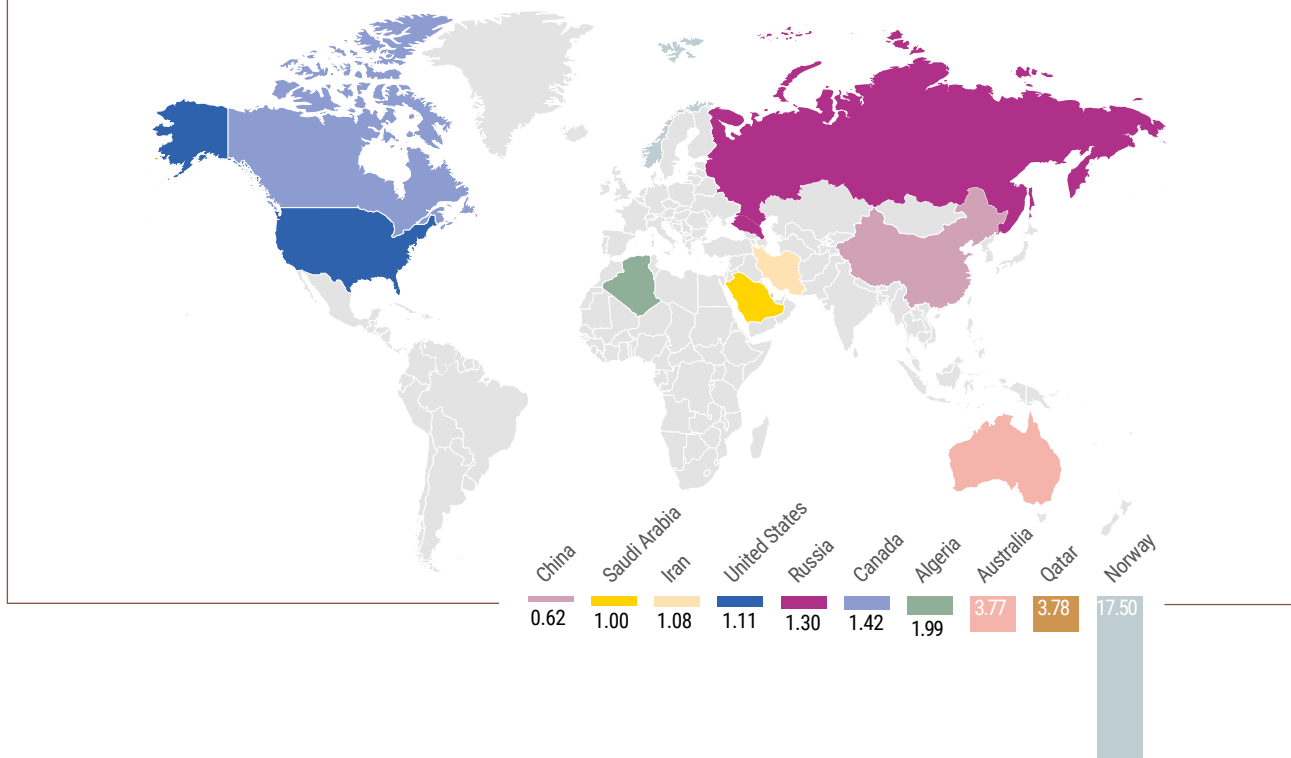 China
Saudi Arabia
Iran
United States
Russia
Canada
Algeria
Australia
Qatar
Norway
0.62
1.00
1.08
1.11
1.30
1.42
1.99
3.77
3.78
17.50